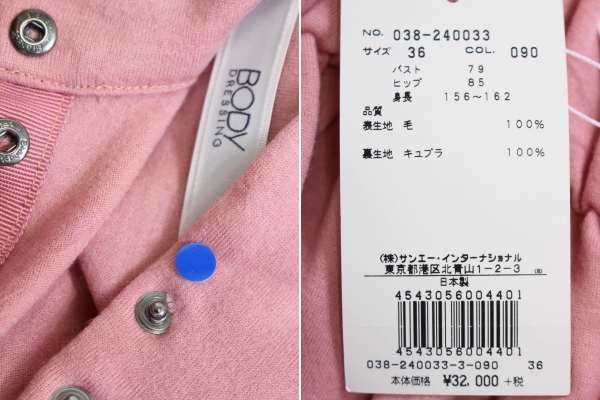 BODY
DRESSING
NO. 038-240033
サイズ 36 COL. 090
バスト 79
ヒップ 85
身長 156~162
品質
表生地 毛 100%
裏生地 キュプラ 100%
(株)サンエー・インターナショナル
東京都港区北青山1-2-3
日本製
4543056004401
4543056004401
038-240033-3-090 36
本体価格 ¥32,000 +税